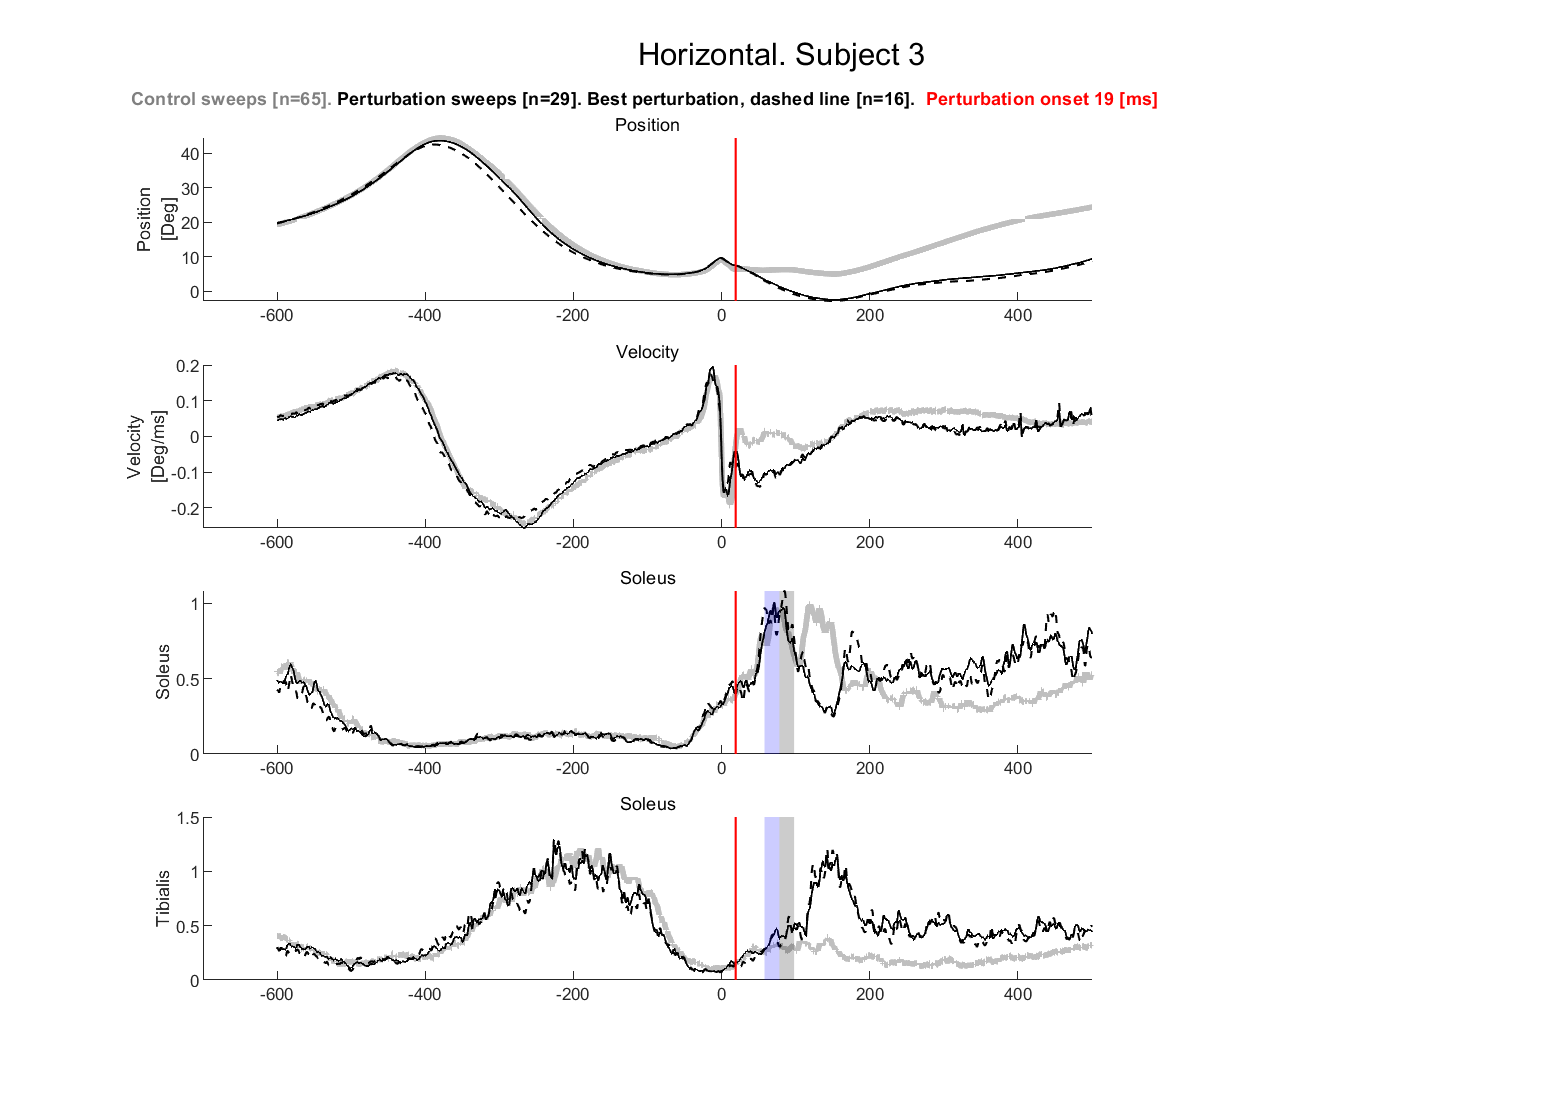 Horizontal. Subject 3
Control sweeps [n=65]. Perturbation sweeps [n=29]. Best perturbation, dashed line [n=16]. Perturbation onset 19 [ms]
Position
Position
[Deg]
40
30
20
10
0
-600 -400 -200 0 200 400
Velocity
Velocity
[Deg/ms]
0.2
0.1
0
-0.1
-0.2
-600 -400 -200 0 200 400
Soleus
Soleus
1
0.5
0
-600 -400 -200 0 200 400
Soleus
Tibialis
1.5
1
0.5
0
-600 -400 -200 0 200 400